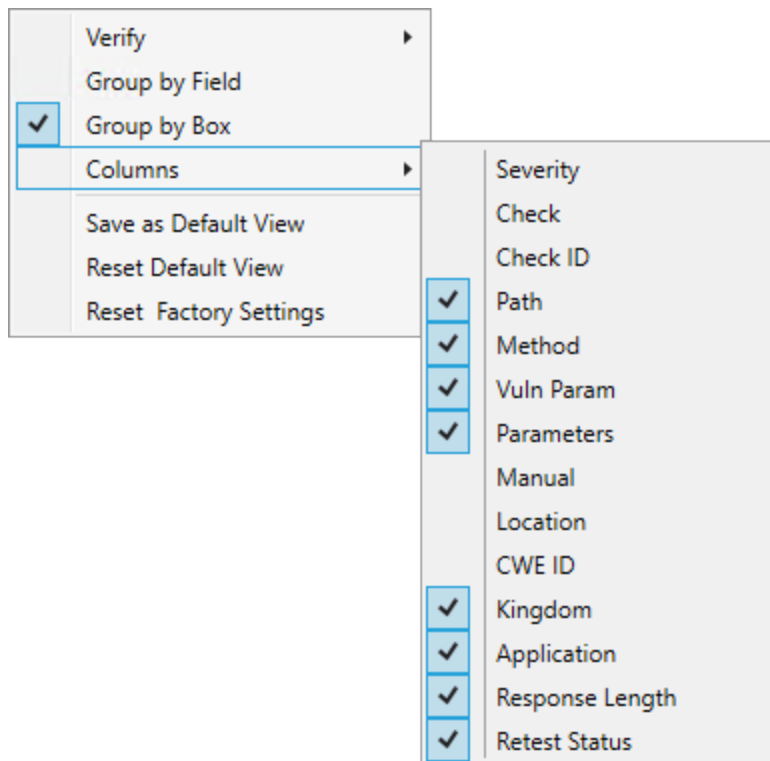 Verify
Group by Field
Group by Box
Columns
Save as Default View
Reset Default View
Reset  Factory Settings
Severity
Check
Check ID
Path
Method
Vuln Param
Parameters
Manual
Location
CWE ID
Kingdom
Application
Response Length
Retest Status